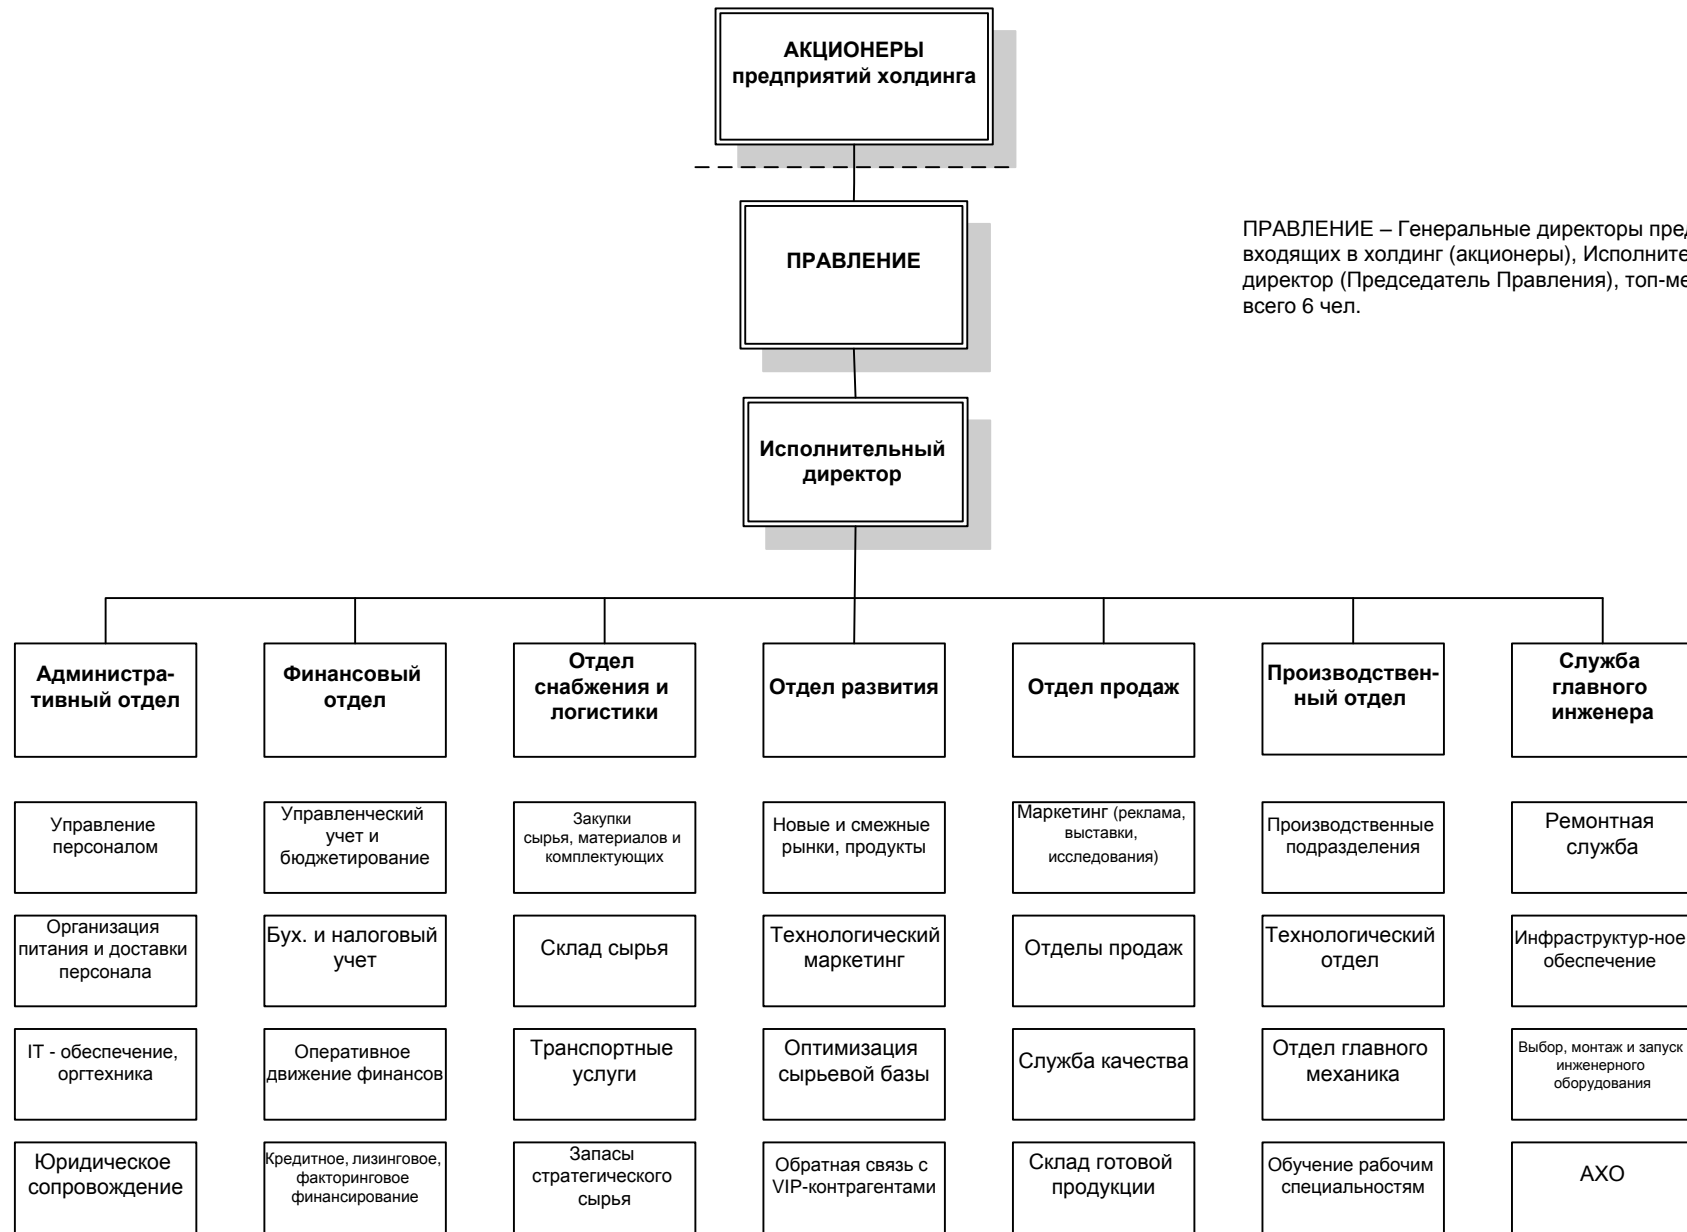 АКЦИОНЕРЫ
предприятий холдинга
ПРАВЛЕНИЕ
ПРАВЛЕНИЕ – Генеральные директоры
входящих в холдинг (акционеры),
директор (Председатель Правления),
всего 6 чел.
Исполнительный
директор
Администра-
тивный отдел
Финансовый
отдел
Отдел
снабжения и
логистики
Отдел развития
Отдел продаж
Производствен-
ный отдел
Служба
главного
инженера
Управление
персоналом
Управленческий
учет и
бюджетирование
Закупки
сырья, материалов и
комплектующих
Новые и смежные
рынки, продукты
Маркетинг (реклама,
выставки,
исследования)
Производственные
подразделения
Ремонтная
служба
Организация
питания и доставки
персонала
Бух. и налоговый
учет
Склад сырья
Технологический
маркетинг
Отделы продаж
Технологический
отдел
Инфраструктур-ное
обеспечение
IT - обеспечение,
оргтехника
Оперативное
движение финансов
Транспортные
услуги
Оптимизация
сырьевой базы
Служба качества
Отдел главного
механика
Выбор, монтаж и запуск
инженерного
оборудования
Юридическое
сопровождение
Кредитное, лизинговое,
факторинговое
финансирование
Запасы
стратегического
сырья
Обратная связь с
VIP-контрагентами
Склад готовой
продукции
Обучение рабочим
специальностям
АХО